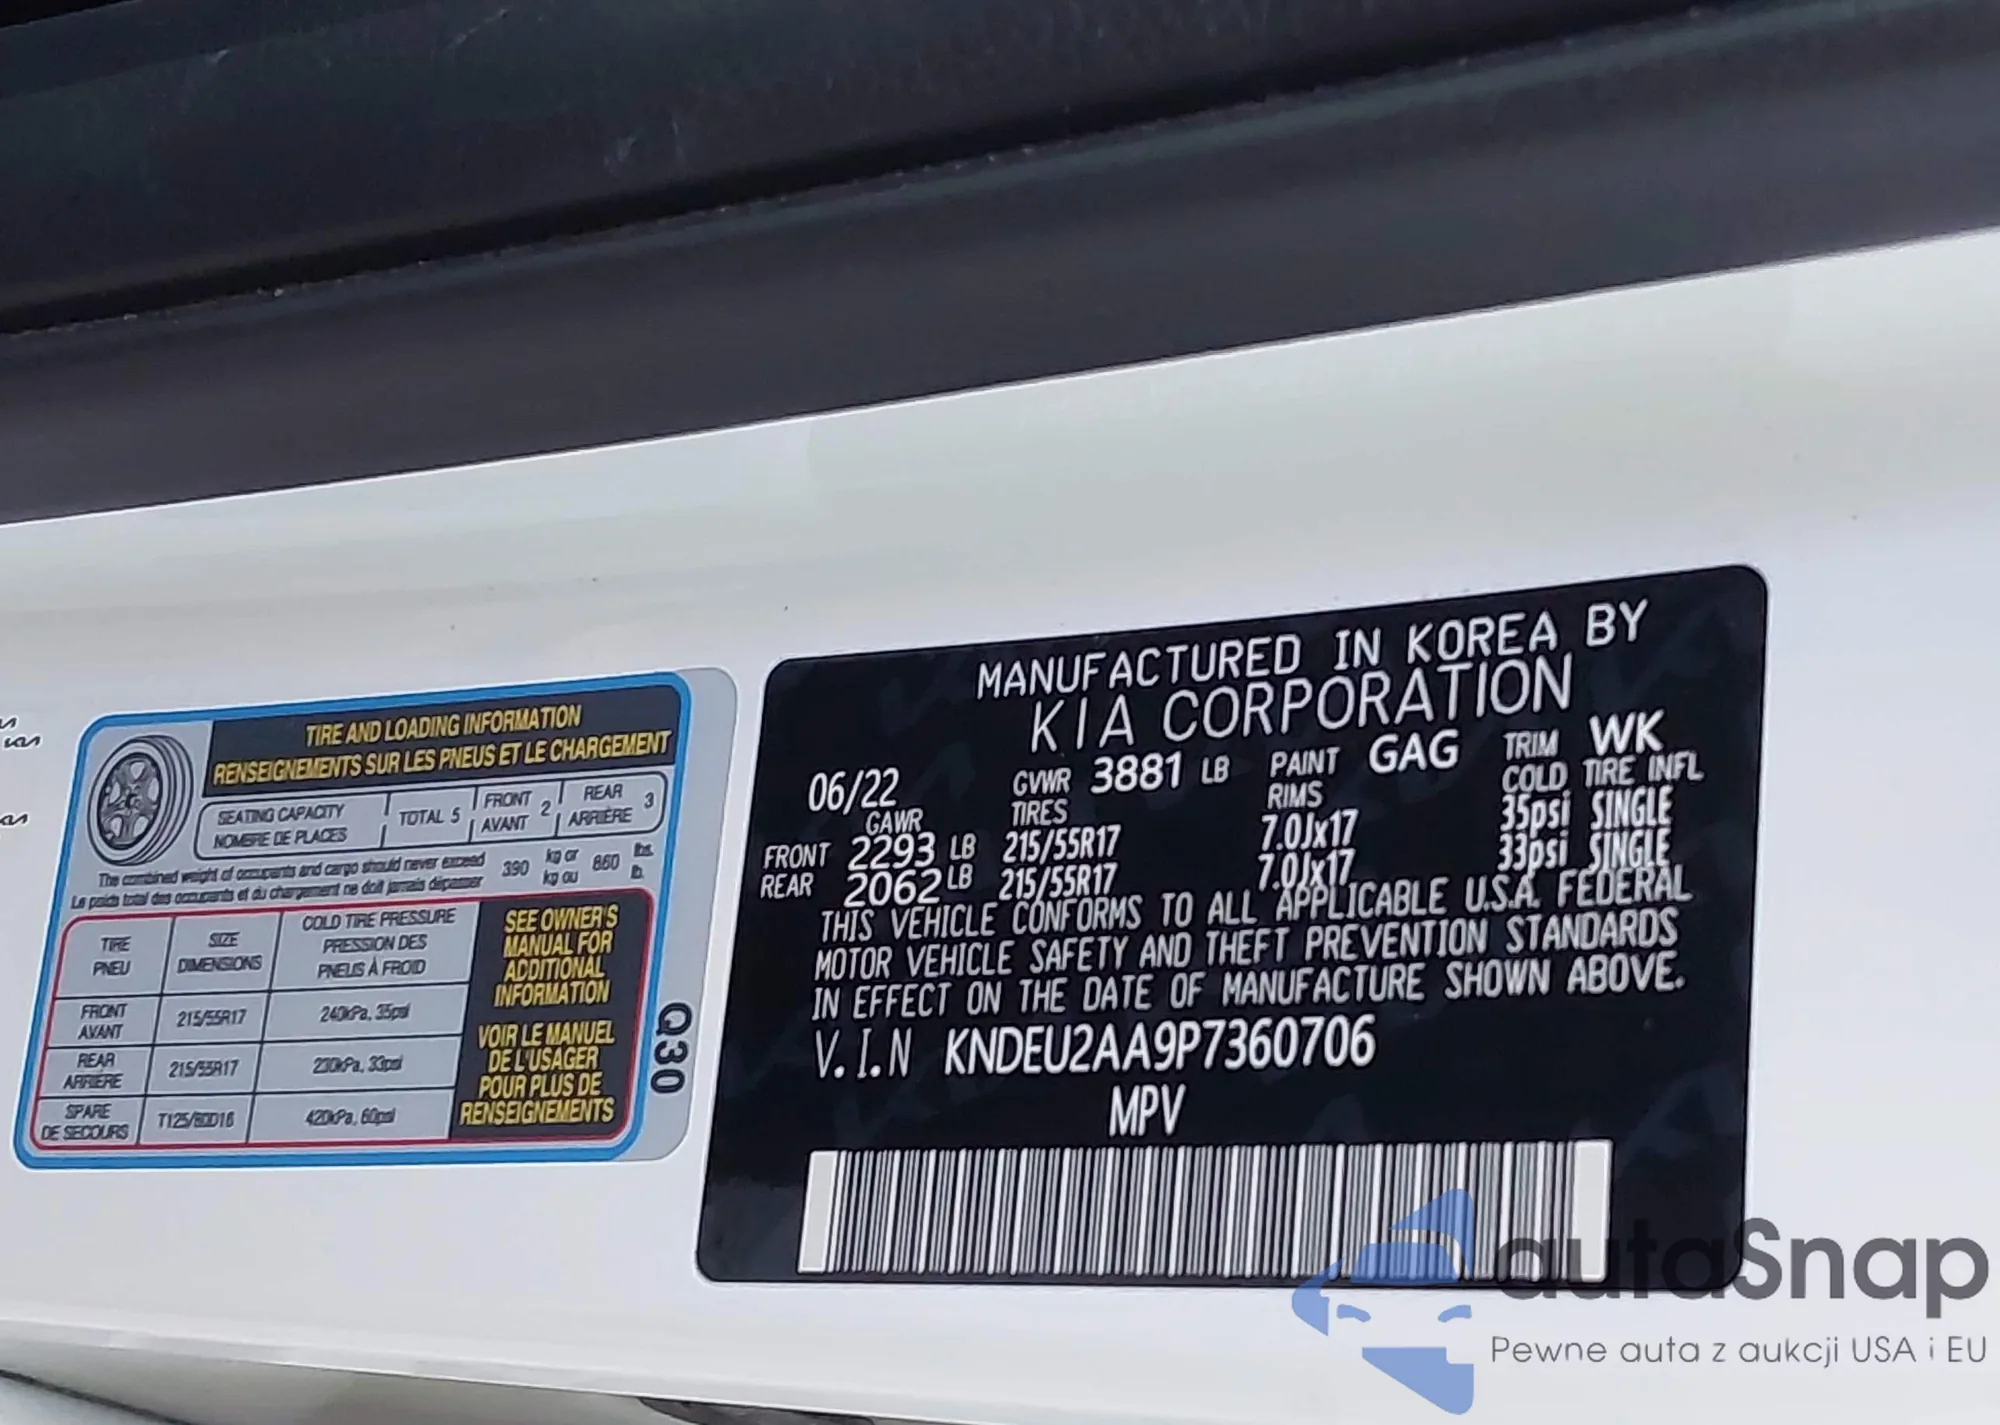 TIRE AND LOADING INFORMATION
RENSEIGNEMENTS SUR LES PNEUS ET LE CHARGEMENT
SEATING CAPACITY
NOMBRE DE PLACES
TOTAL 5
FRONT
AVANT
2
REAR
ARRIÈRE
3
The combined weight of occupants and cargo should never exceed
Le poids total des occupants et du chargement ne doit jamais dépasser
390
kg or
kg ou
860
lbs.
lb.
TIRE
PNEU
SIZE
DIMENSIONS
COLD TIRE PRESSURE
PRESSION DES
PNEUS À FROID
FRONT
AVANT
215/55R17
240kPa, 35psi
REAR
ARRIÈRE
215/55R17
230kPa, 33psi
SPARE
DE SECOURS
T125/80D16
420kPa, 60psi
SEE OWNER'S
MANUAL FOR
ADDITIONAL
INFORMATION
VOIR LE MANUEL
DE L'USAGER
POUR PLUS DE
RENSEIGNEMENTS
Q30
MANUFACTURED IN KOREA BY
KIA CORPORATION
06/22 GVWR 3881 LB PAINT GAG TRIM WK
GAWR TIRES RIMS COLD TIRE INFL
FRONT 2293 LB 215/55R17 7.0Jx17 35psi SINGLE
REAR 2062 LB 215/55R17 7.0Jx17 33psi SINGLE
THIS VEHICLE CONFORMS TO ALL APPLICABLE U.S.A. FEDERAL
MOTOR VEHICLE SAFETY AND THEFT PREVENTION STANDARDS
IN EFFECT ON THE DATE OF MANUFACTURE SHOWN ABOVE.
V.I.N KNDEU2AA9P7360706
MPV
autaSnap
Pewne auta z aukcji USA i EU